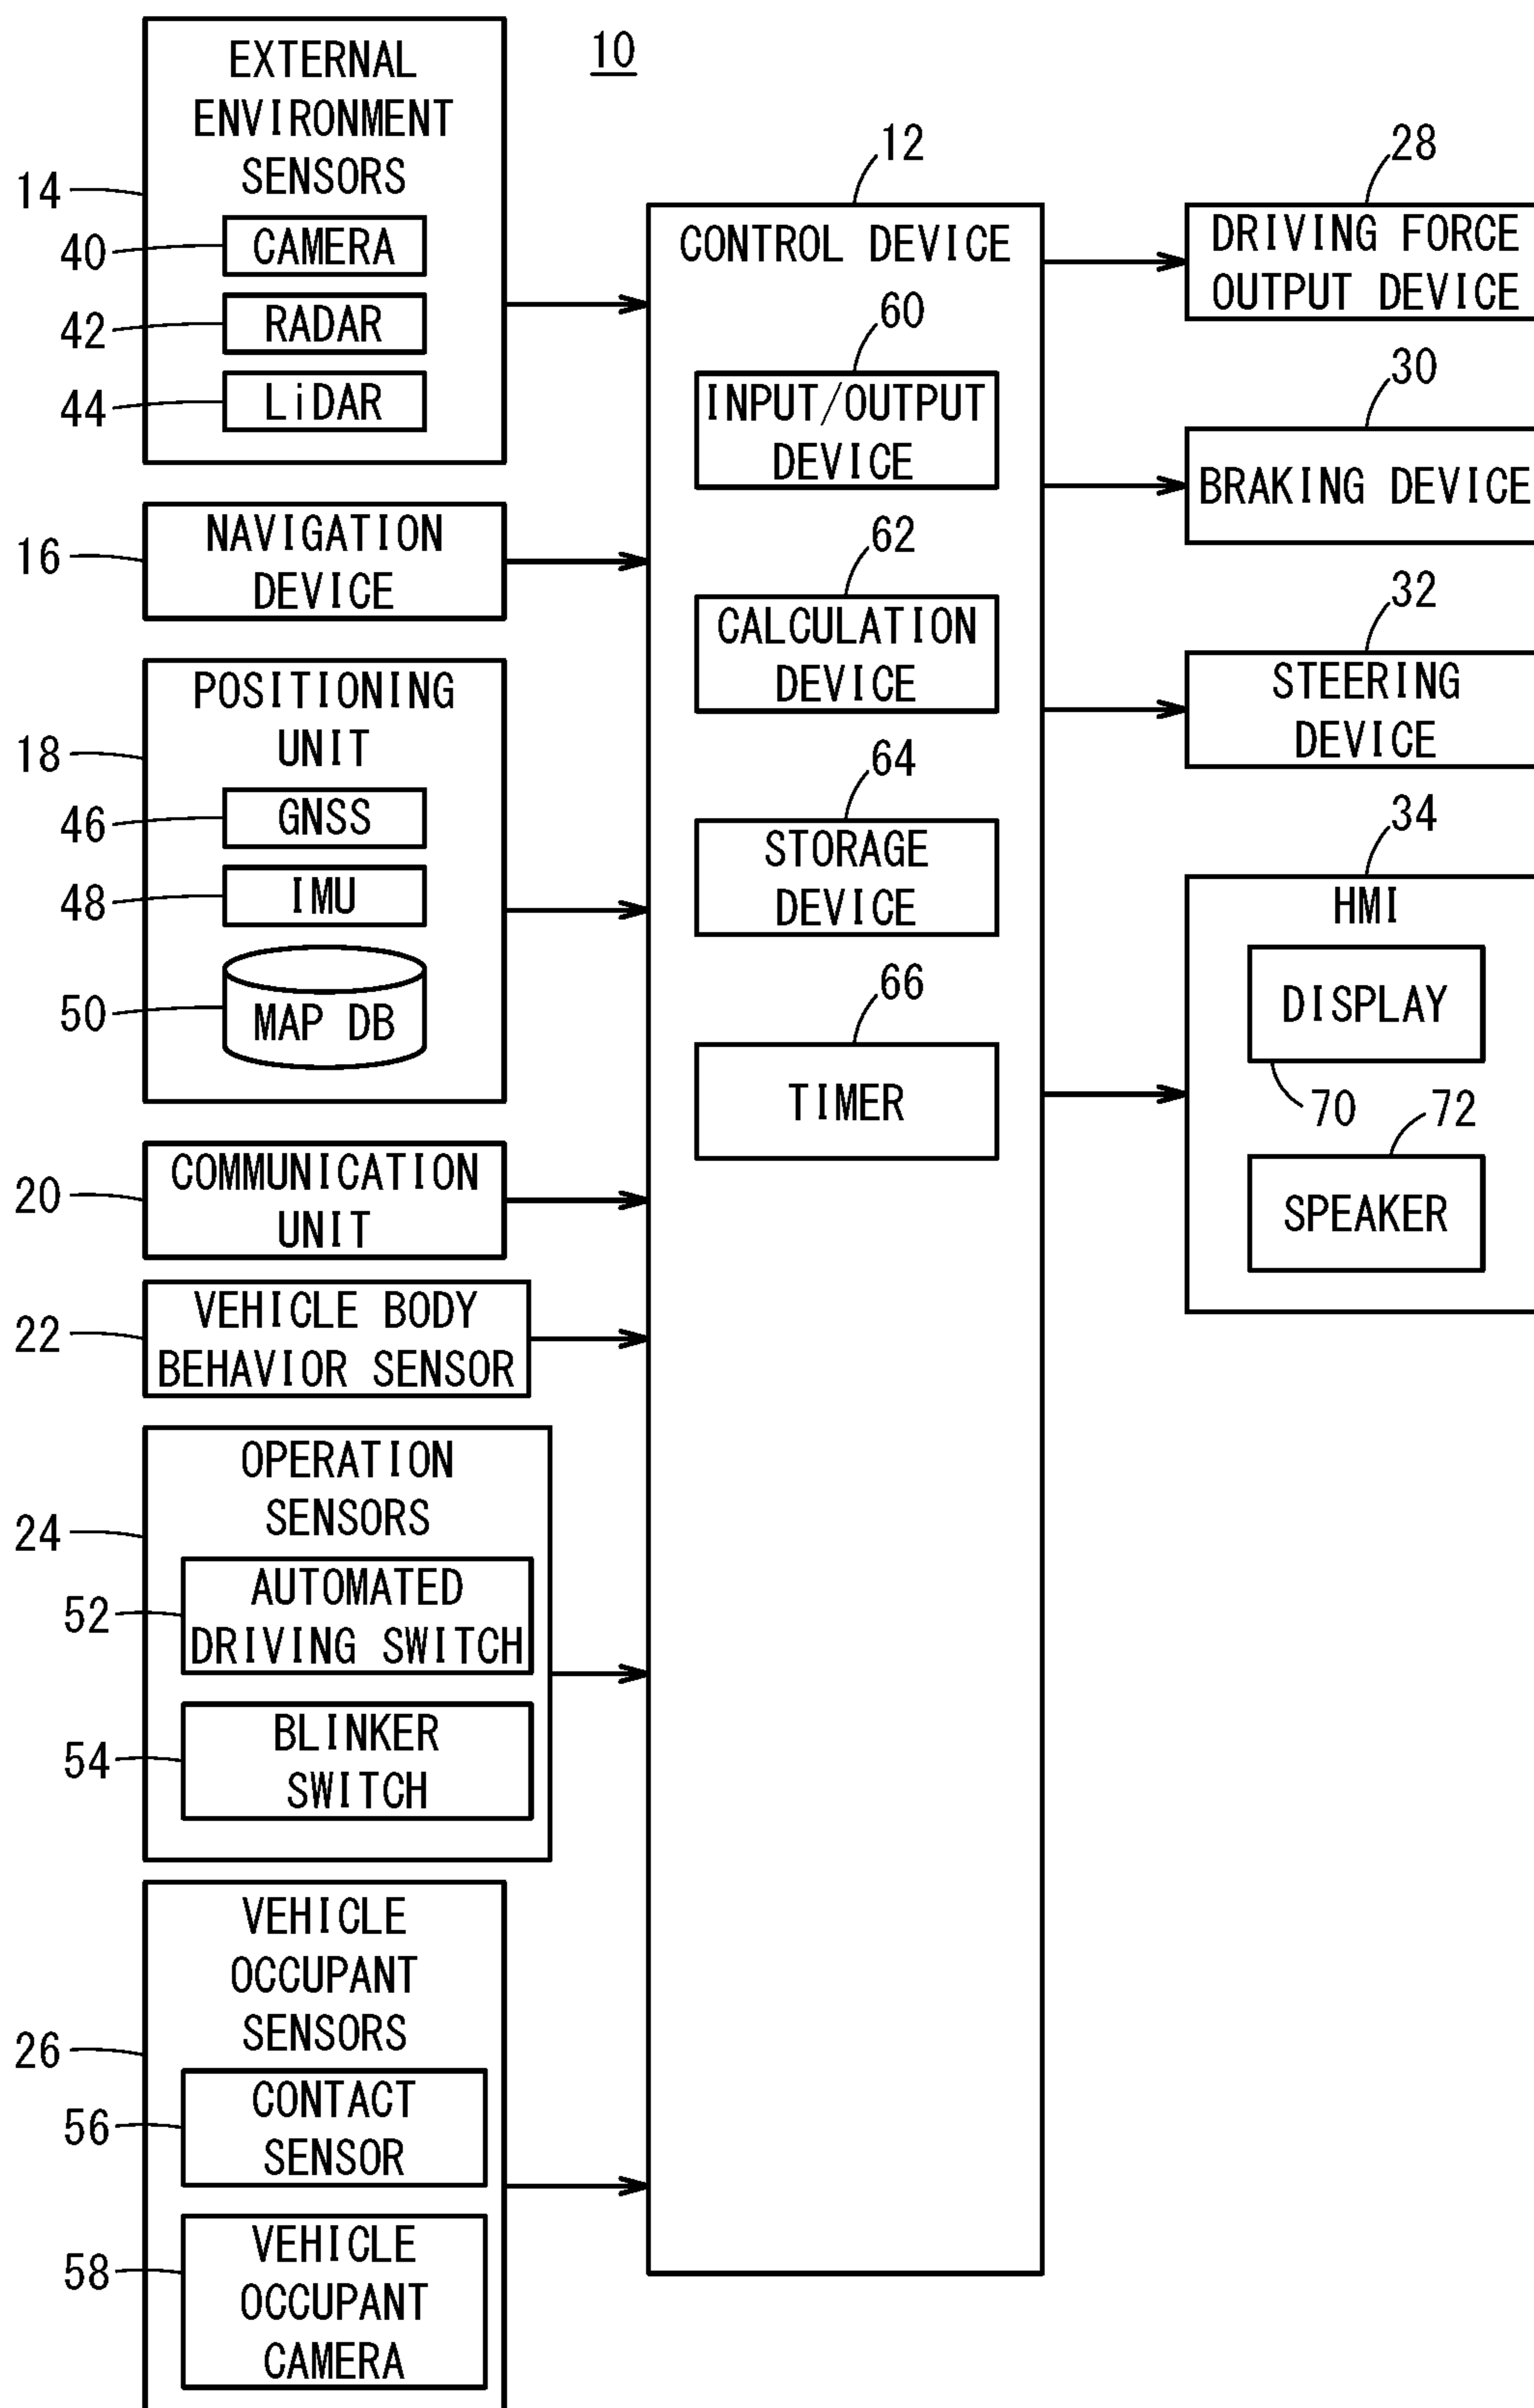 10
EXTERNAL
ENVIRONMENT
SENSORS
14
40
CAMERA
42
RADAR
44
LiDAR
16
NAVIGATION
DEVICE
18
POSITIONING
UNIT
46
GNSS
48
IMU
50
MAP DB
20
COMMUNICATION
UNIT
22
VEHICLE BODY
BEHAVIOR SENSOR
24
OPERATION
SENSORS
52
AUTOMATED
DRIVING SWITCH
54
BLINKER
SWITCH
26
VEHICLE
OCCUPANT
SENSORS
56
CONTACT
SENSOR
58
VEHICLE
OCCUPANT
CAMERA
12
CONTROL DEVICE
60
INPUT/OUTPUT
DEVICE
62
CALCULATION
DEVICE
64
STORAGE
DEVICE
66
TIMER
28
DRIVING FORCE
OUTPUT DEVICE
30
BRAKING DEVICE
32
STEERING
DEVICE
34
HMI
DISPLAY
70
72
SPEAKER